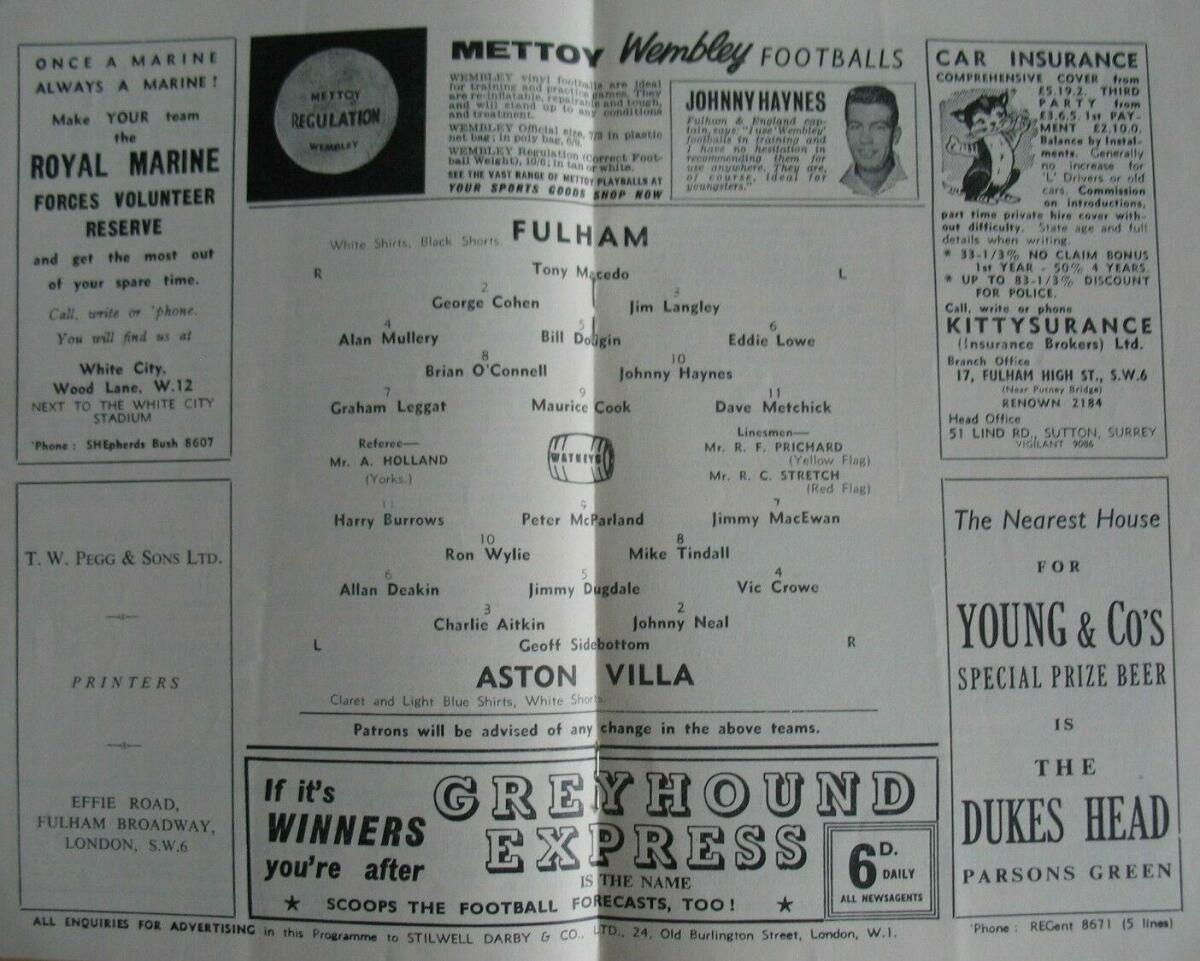 ONCE A MARINE
ALWAYS A MARINE !
Make YOUR team
the
ROYAL MARINE
FORCES VOLUNTEER
RESERVE
and get the most out
of your spare time.
Call, write or 'phone.
You will find us at
White City,
Wood Lane, W.12
NEXT TO THE WHITE CITY
STADIUM
'Phone : SHEpherds Bush 8607
T. W. PEGG & SONS LTD.
PRINTERS
EFFIE ROAD,
FULHAM BROADWAY,
LONDON, S.W.6
METTOY
REGULATION
WEMBLEY
METTOY Wembley FOOTBALLS
WEMBLEY vinyl footballs are ideal
for training and practice games. They
are re-inflatable, repairable and tough,
and will stand up to any conditions
and treatment.
WEMBLEY Official size, 7/3 in plastic
net bag; in poly bag, 6/9.
WEMBLEY Regulation (Correct Foot-
ball Weight), 10/6; in tan or white.
SEE THE VAST RANGE OF METTOY PLAYBALLS AT
YOUR SPORTS GOODS SHOP NOW
JOHNNY HAYNES
Fulham & England cap-
tain, says: "I use 'Wembley'
footballs in training and
I have no hesitation in
recommending them for
use anywhere. They are,
of course, ideal for
youngsters."
White Shirts, Black Shorts. FULHAM
R Tony Macedo L
2 3
George Cohen Jim Langley
4 5 6
Alan Mullery Bill Dodgin Eddie Lowe
8 10
Brian O'Connell Johnny Haynes
7 9 11
Graham Leggat Maurice Cook Dave Metchick
Referee—
Mr. A. HOLLAND
(Yorks.)
WATNEYS
Linesmen—
Mr. R. F. PRICHARD
(Yellow Flag)
Mr. R. C. STRETCH
(Red Flag)
11 9 7
Harry Burrows Peter McParland Jimmy MacEwan
10 8
Ron Wylie Mike Tindall
6 5 4
Allan Deakin Jimmy Dugdale Vic Crowe
3 2
Charlie Aitkin Johnny Neal
L Geoff Sidebottom R
ASTON VILLA
Claret and Light Blue Shirts, White Shorts.
Patrons will be advised of any change in the above teams.
If it's
WINNERS
you're after
GREYHOUND
EXPRESS
IS THE NAME
★ SCOOPS THE FOOTBALL FORECASTS, TOO ! ★
6D.
DAILY
ALL NEWSAGENTS
CAR INSURANCE
COMPREHENSIVE COVER from
£5.19.2. THIRD
PARTY from
£3.6.5. 1st PAY-
MENT £2.10.0.
Balance by Instal-
ments. Generally
no increase for
'L' Drivers or old
cars. Commission
on introductions,
part time private hire cover with-
out difficulty. State age and full
details when writing.
* 33-1/3% NO CLAIM BONUS
1st YEAR - 50% 4 YEARS.
* UP TO 83-1/3% DISCOUNT
FOR POLICE.
Call, write or phone
KITTYSURANCE
(Insurance Brokers) Ltd.
Branch Office
17, FULHAM HIGH ST., S.W.6
(Near Putney Bridge)
RENOWN 2184
Head Office
51 LIND RD., SUTTON, SURREY
VIGILANT 9086
The Nearest House
FOR
YOUNG & Co'S
SPECIAL PRIZE BEER
IS
THE
DUKES HEAD
PARSONS GREEN
ALL ENQUIRIES FOR ADVERTISING in this Programme to STILWELL DARBY & CO., LTD., 24, Old Burlington Street, London, W.1. 'Phone : REGent 8671 (5 lines)